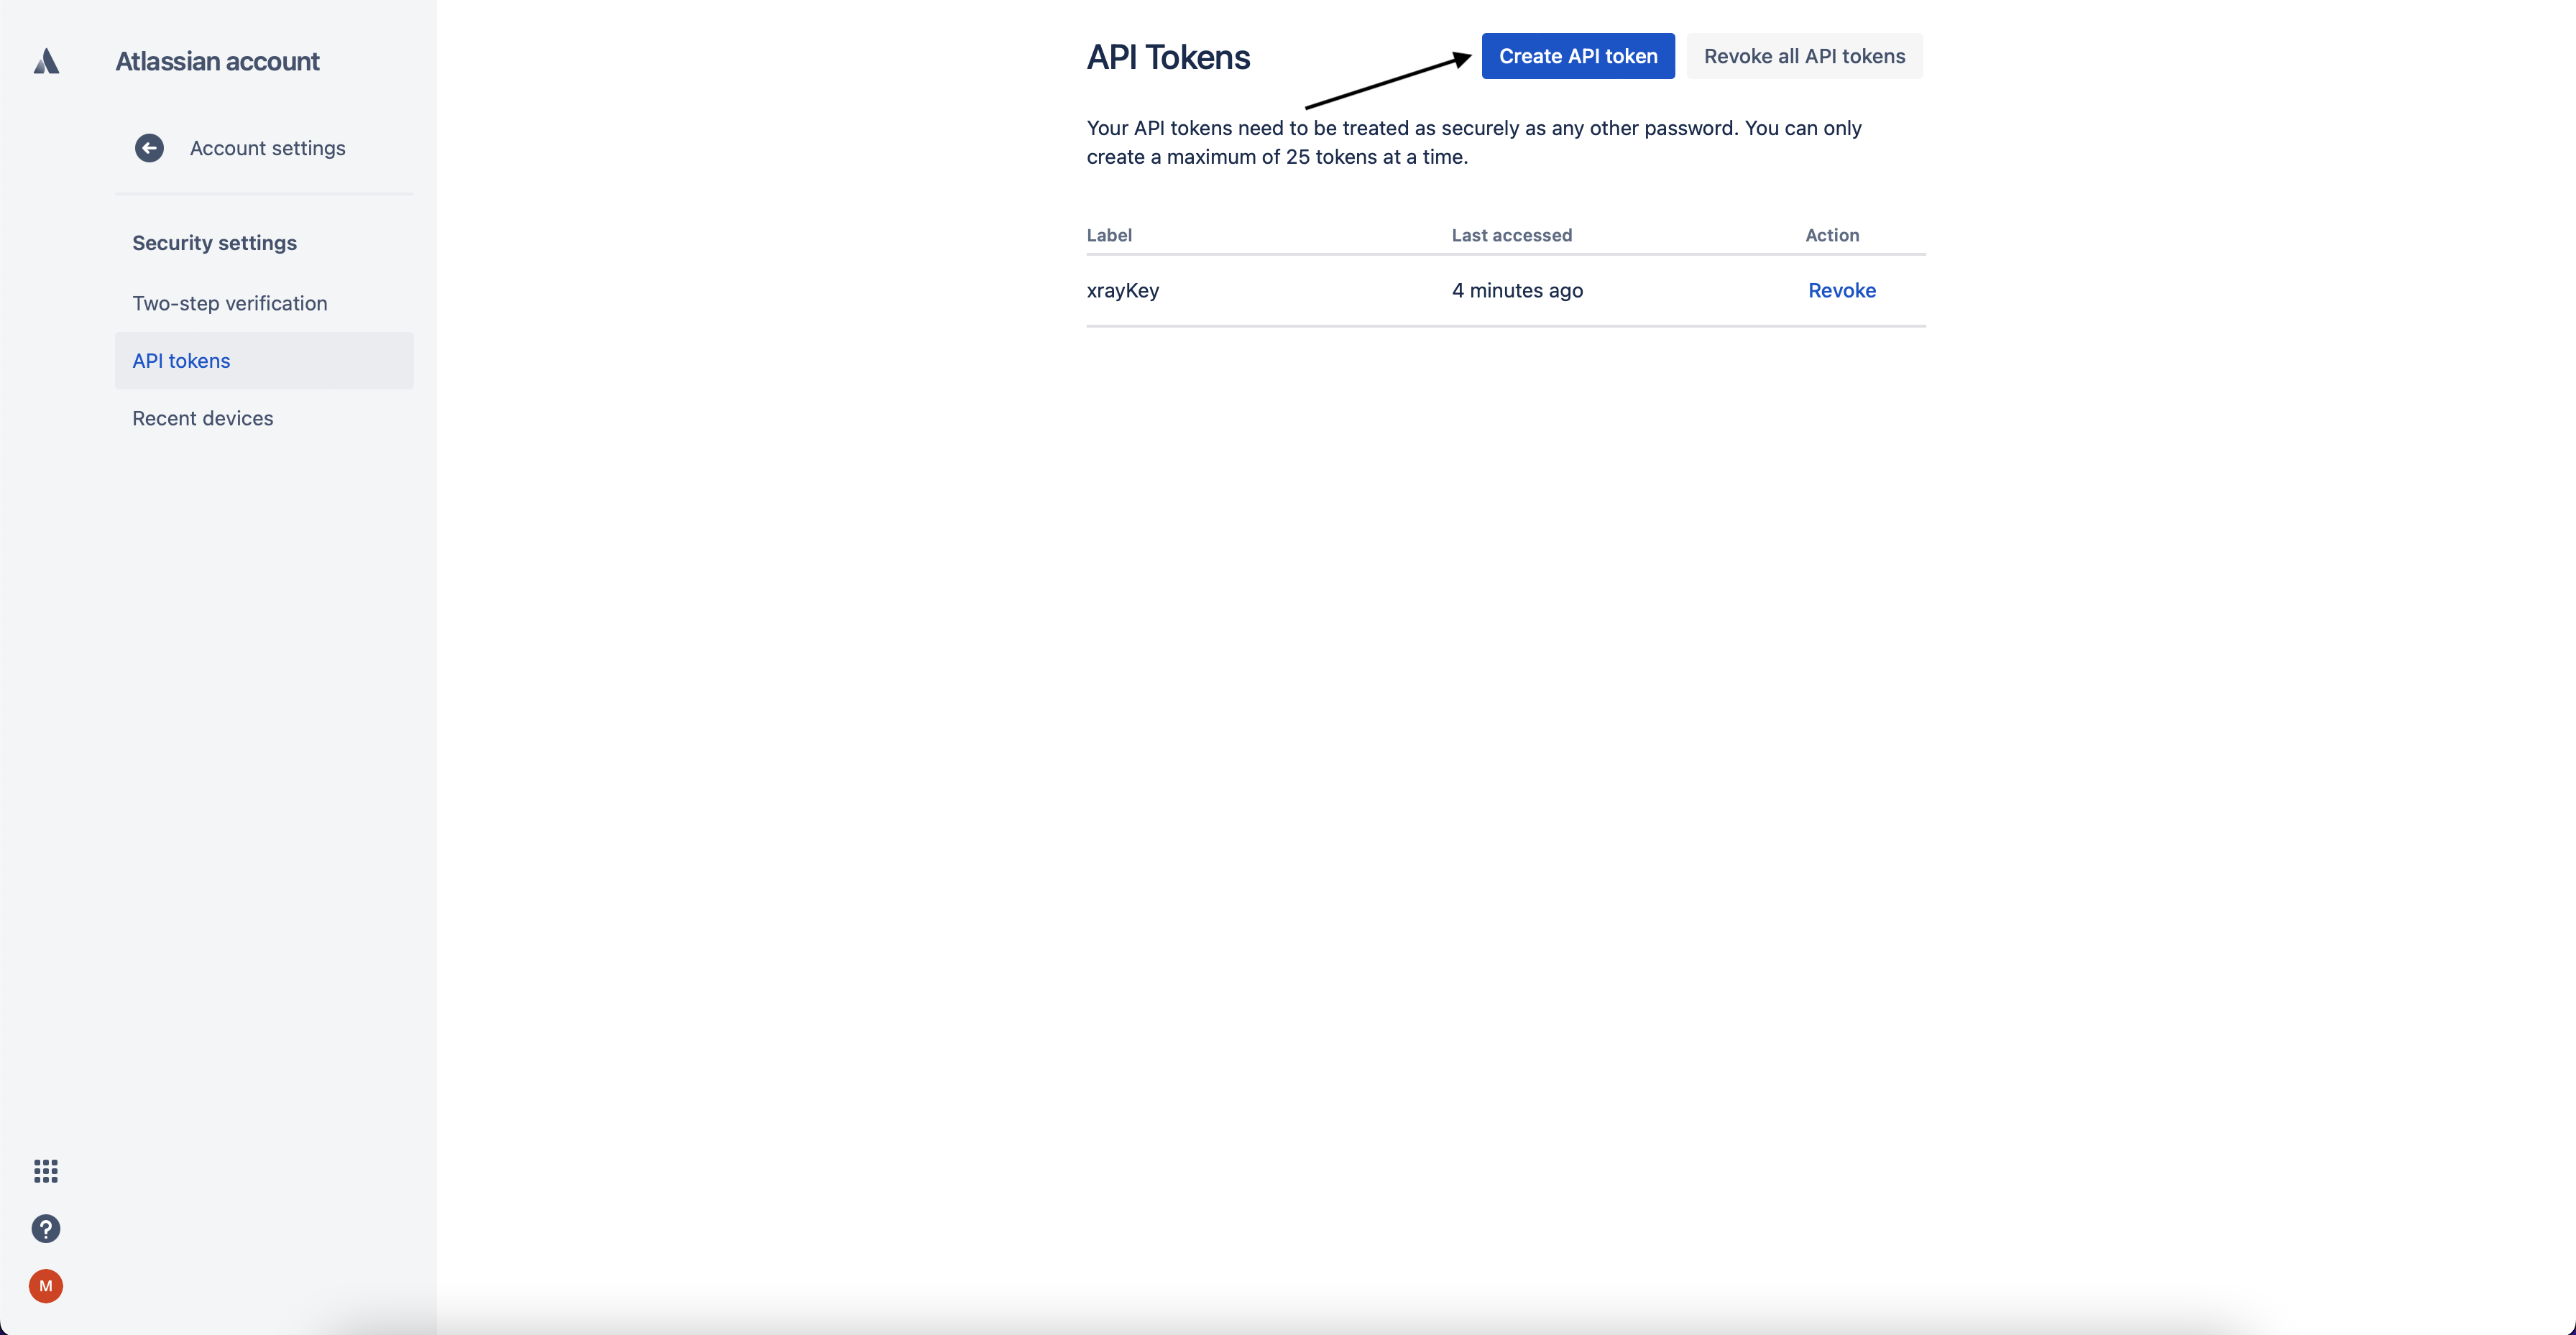 Atlassian account
Account settings
Security settings
Two-step verification
API tokens
Recent devices
?
M
API Tokens
Create API token
Revoke all API tokens
Your API tokens need to be treated as securely as any other password. You can only
create a maximum of 25 tokens at a time.
Label Last accessed Action
xrayKey 4 minutes ago Revoke